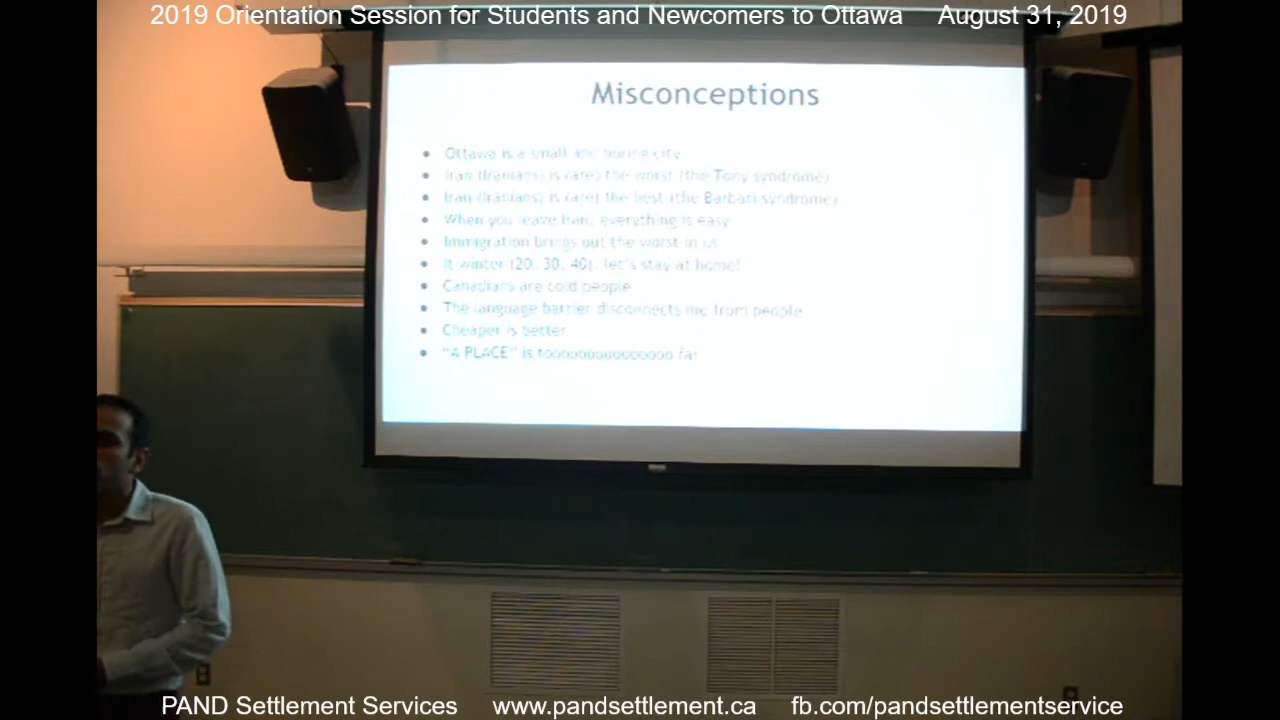 2019 Orientation Session for Students and Newcomers to Ottawa August 31, 2019
Misconceptions
• Ottawa is a small and boring city
• Iran (Iranians) is (are) the worst (the Tony syndrome)
• Iran (Iranians) is (are) the best (the Barbari syndrome)
• When you leave Iran, everything is easy
• Immigration brings out the worst in us
• It winter (20, 30, 40), let's stay at home!
• Canadians are cold people
• The language barrier disconnects me from people
• Cheaper is better
• "A PLACE" is tooooooooooooooo far
PAND Settlement Services www.pandsettlement.ca fb.com/pandsettlementservice